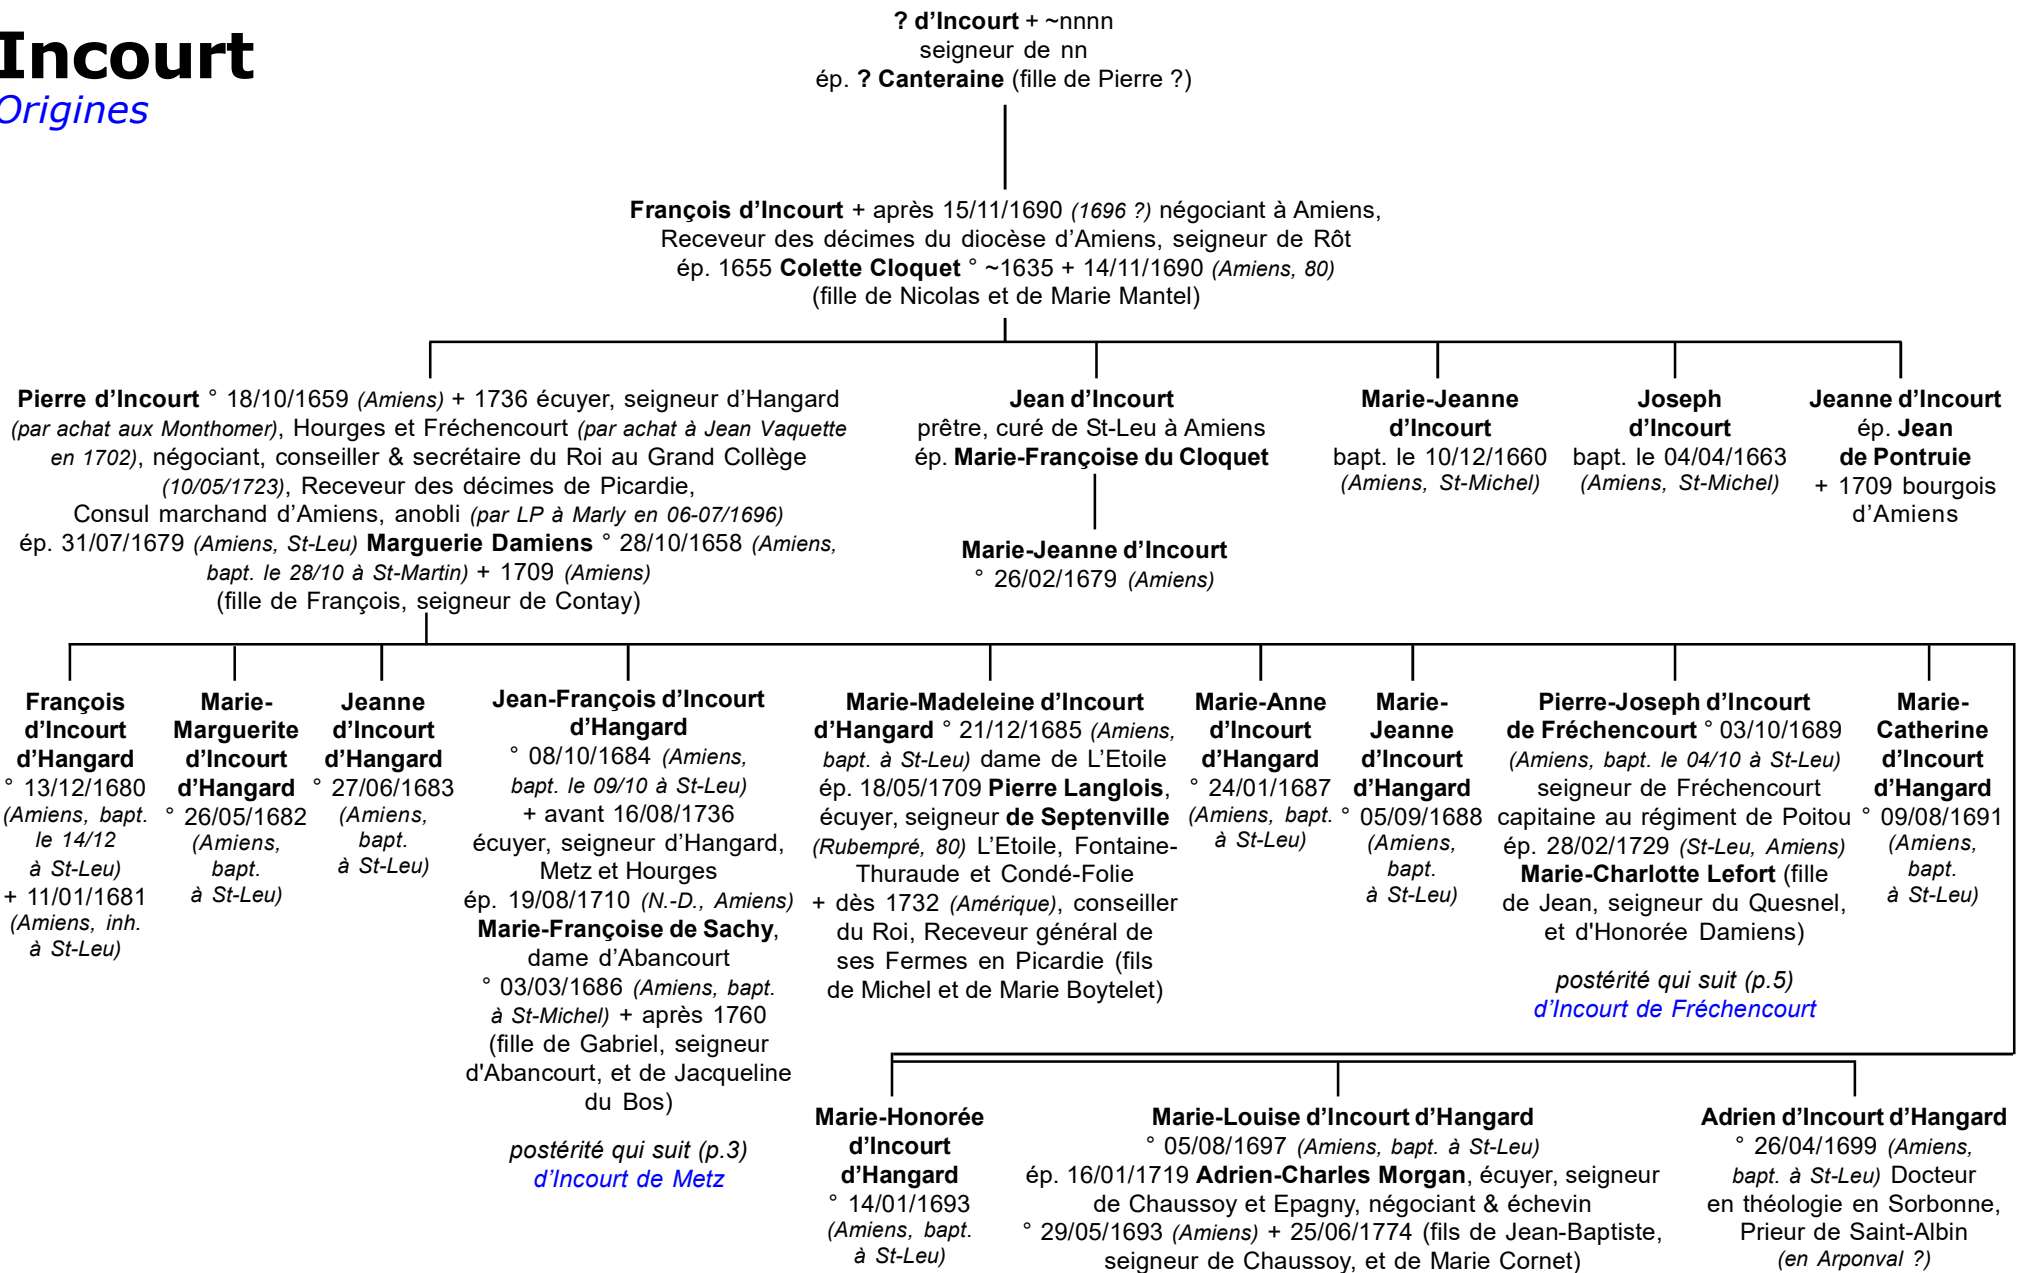 Incourt
Origines
? d’Incourt + ~nnnn
seigneur de nn
ép. ? Canteraine (fille de Pierre ?)
François d’Incourt + après 15/11/1690 (1696 ?) négociant à Amiens,
Receveur des décimes du diocèse d’Amiens, seigneur de Rôt
ép. 1655 Colette Cloquet ° ~1635 + 14/11/1690 (Amiens, 80)
(fille de Nicolas et de Marie Mantel)
Pierre d’Incourt ° 18/10/1659 (Amiens) + 1736 écuyer, seigneur d’Hangard
(par achat aux Monthomer), Hourges et Fréchencourt (par achat à Jean Vaquette
en 1702), négociant, conseiller & secrétaire du Roi au Grand Collège
(10/05/1723), Receveur des décimes de Picardie,
Consul marchand d’Amiens, anobli (par LP à Marly en 06-07/1696)
ép. 31/07/1679 (Amiens, St-Leu) Marguerie Damiens ° 28/10/1658 (Amiens,
bapt. le 28/10 à St-Martin) + 1709 (Amiens)
(fille de François, seigneur de Contay)
Jean d’Incourt
prêtre, curé de St-Leu à Amiens
ép. Marie-Françoise du Cloquet
Marie-Jeanne d’Incourt
° 26/02/1679 (Amiens)
Marie-Jeanne
d’Incourt
bapt. le 10/12/1660
(Amiens, St-Michel)
Joseph
d’Incourt
bapt. le 04/04/1663
(Amiens, St-Michel)
Jeanne d’Incourt
ép. Jean
de Pontruie
+ 1709 bourgois
d’Amiens
François
d’Incourt
d’Hangard
° 13/12/1680
(Amiens, bapt.
le 14/12
à St-Leu)
+ 11/01/1681
(Amiens, inh.
à St-Leu)
Marie-
Marguerite
d’Incourt
d’Hangard
° 26/05/1682
(Amiens,
bapt.
à St-Leu)
Jeanne
d’Incourt
d’Hangard
° 27/06/1683
(Amiens,
bapt.
à St-Leu)
Jean-François d’Incourt
d’Hangard
° 08/10/1684 (Amiens,
bapt. le 09/10 à St-Leu)
+ avant 16/08/1736
écuyer, seigneur d’Hangard,
Metz et Hourges
ép. 19/08/1710 (N.-D., Amiens)
Marie-Françoise de Sachy,
dame d’Abancourt
° 03/03/1686 (Amiens, bapt.
à St-Michel) + après 1760
(fille de Gabriel, seigneur
d'Abancourt, et de Jacqueline
du Bos)
postérité qui suit (p.3)
d’Incourt de Metz
Marie-Madeleine d’Incourt
d’Hangard ° 21/12/1685 (Amiens,
bapt. à St-Leu) dame de L’Etoile
ép. 18/05/1709 Pierre Langlois,
écuyer, seigneur de Septenville
(Rubempré, 80) L’Etoile, Fontaine-
Thuraude et Condé-Folie
+ dès 1732 (Amérique), conseiller
du Roi, Receveur général de
ses Fermes en Picardie (fils
de Michel et de Marie Boytelet)
Marie-Anne
d’Incourt
d’Hangard
° 24/01/1687
(Amiens, bapt.
à St-Leu)
Marie-
Jeanne
d’Incourt
d’Hangard
° 05/09/1688
(Amiens,
bapt.
à St-Leu)
Pierre-Joseph d’Incourt
de Fréchencourt ° 03/10/1689
(Amiens, bapt. le 04/10 à St-Leu)
seigneur de Fréchencourt
capitaine au régiment de Poitou
ép. 28/02/1729 (St-Leu, Amiens)
Marie-Charlotte Lefort (fille
de Jean, seigneur du Quesnel,
et d'Honorée Damiens)
postérité qui suit (p.5)
d’Incourt de Fréchencourt
Marie-
Catherine
d’Incourt
d’Hangard
° 09/08/1691
(Amiens,
bapt.
à St-Leu)
Marie-Honorée
d’Incourt
d’Hangard
° 14/01/1693
(Amiens, bapt.
à St-Leu)
Marie-Louise d’Incourt d’Hangard
° 05/08/1697 (Amiens, bapt. à St-Leu)
ép. 16/01/1719 Adrien-Charles Morgan, écuyer, seigneur
de Chaussoy et Epagny, négociant & échevin
° 29/05/1693 (Amiens) + 25/06/1774 (fils de Jean-Baptiste,
seigneur de Chaussoy, et de Marie Cornet)
Adrien d’Incourt d’Hangard
° 26/04/1699 (Amiens,
bapt. à St-Leu) Docteur
en théologie en Sorbonne,
Prieur de Saint-Albin
(en Arponval ?)